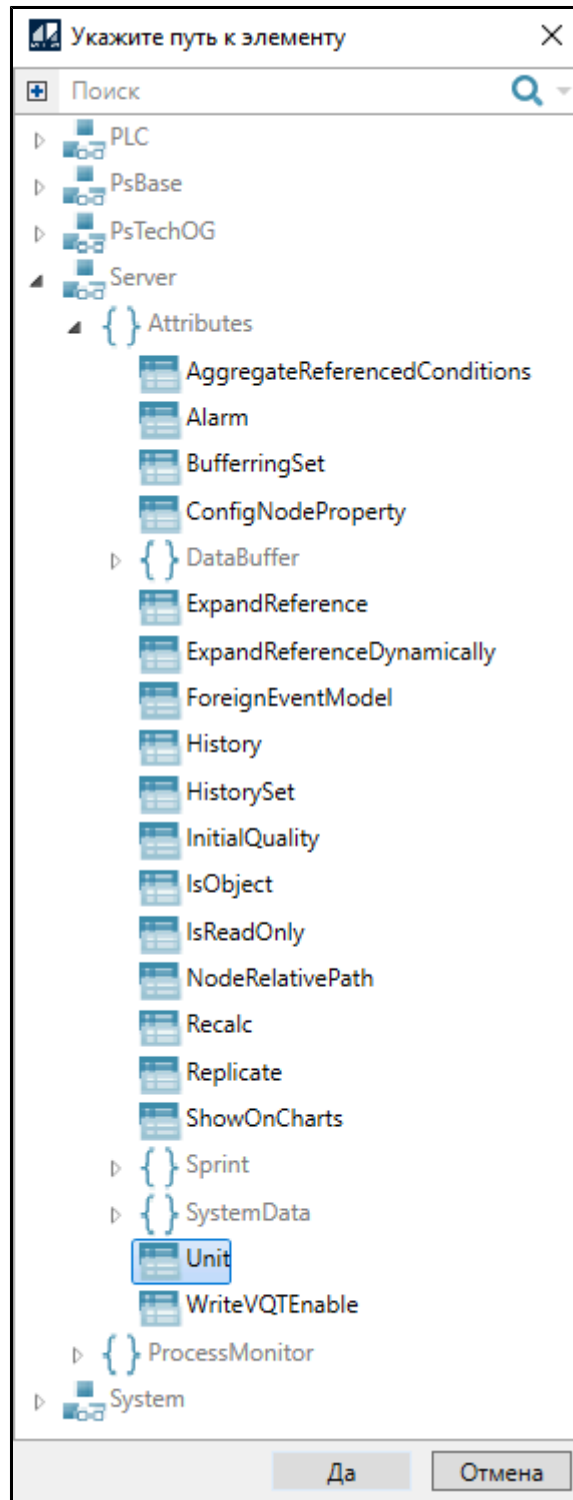 Укажите путь к элементу
Поиск
PLC
PsBase
PsTechOG
Server
Attributes
AggregateReferencedConditions
Alarm
BufferringSet
ConfigNodeProperty
DataBuffer
ExpandReference
ExpandReferenceDynamically
ForeignEventModel
History
HistorySet
InitialQuality
IsObject
IsReadOnly
NodeRelativePath
Recalc
Replicate
ShowOnCharts
Sprint
SystemData
Unit
WriteVQTEnable
ProcessMonitor
System
Да Отмена